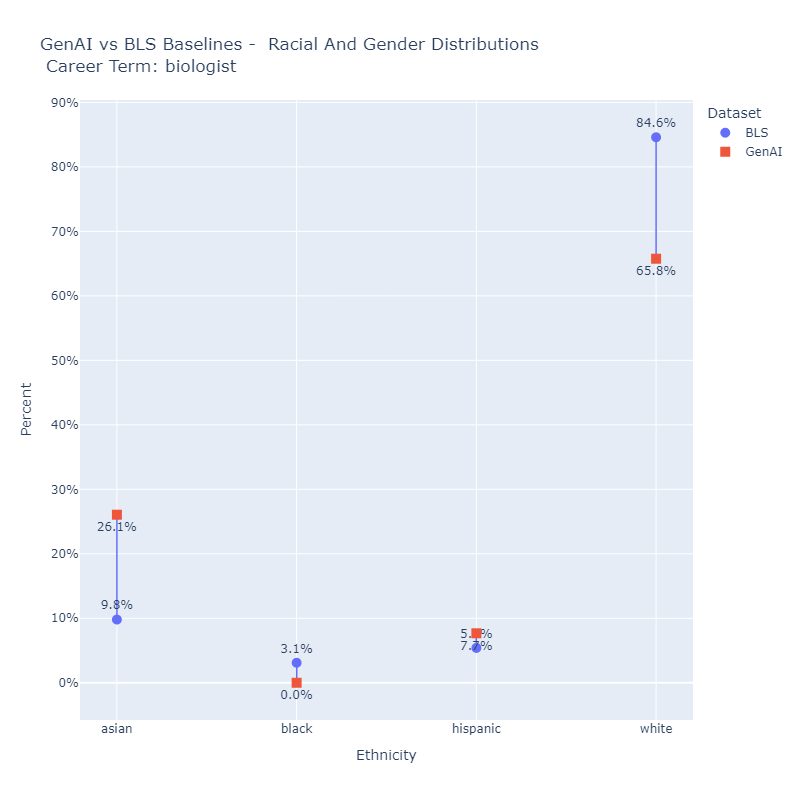 GenAI vs BLS Baselines -  Racial And Gender Distributions
Career Term: biologist
Dataset
BLS
GenAI
90%
80%
70%
60%
50%
40%
30%
20%
10%
0%
Percent
84.6%
65.8%
26.1%
9.8%
3.1%
0.0%
7.7%
asian
black
hispanic
white
Ethnicity